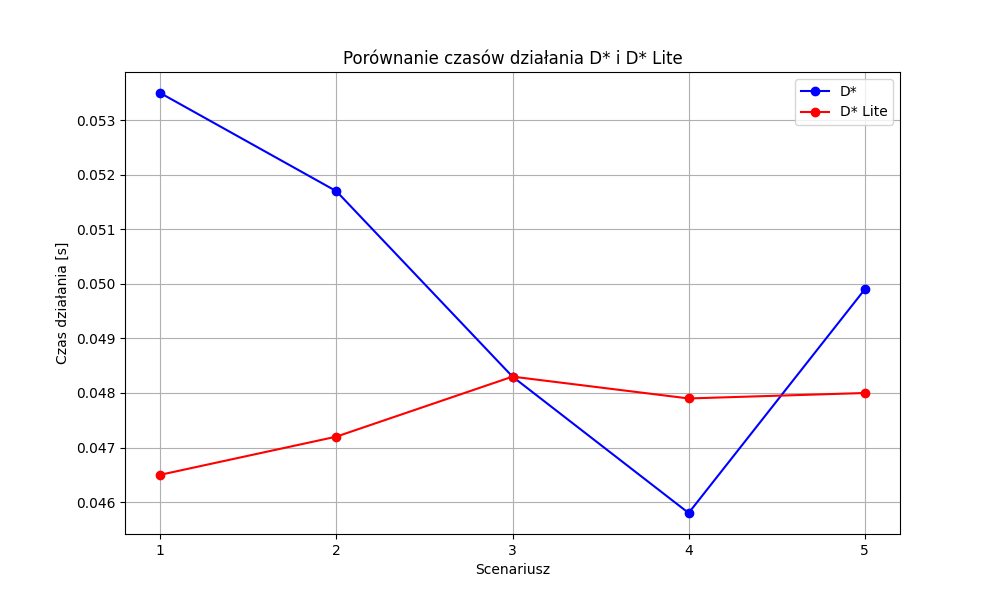 Porównanie czasów działania D* i D* Lite
D*
D* Lite
Czas działania [s]
0.053
0.052
0.051
0.050
0.049
0.048
0.047
0.046
1 2 3 4 5
Scenariusz